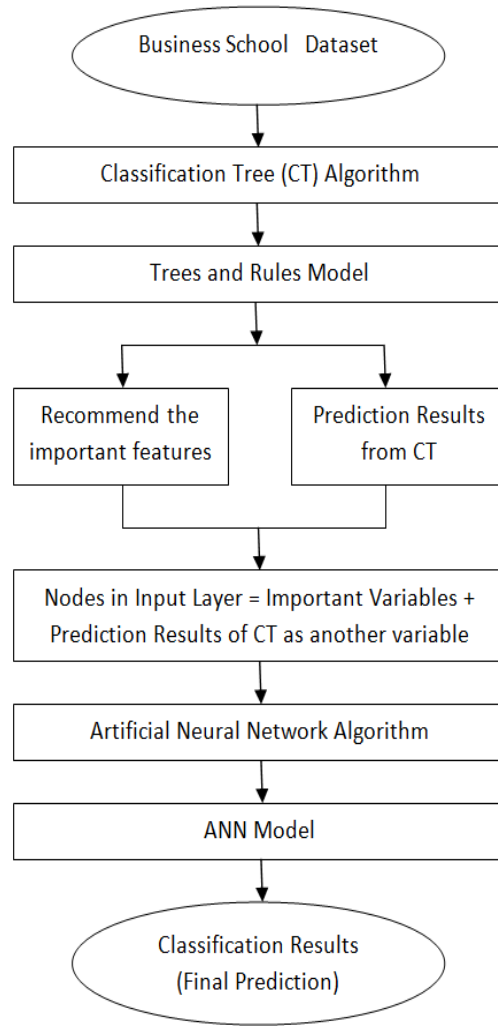 Business School Dataset
Classification Tree (CT) Algorithm
Trees and Rules Model
Recommend the
important features
Prediction Results
from CT
Nodes in Input Layer = Important Variables +
Prediction Results of CT as another variable
Artificial Neural Network Algorithm
ANN Model
Classification Results
(Final Prediction)